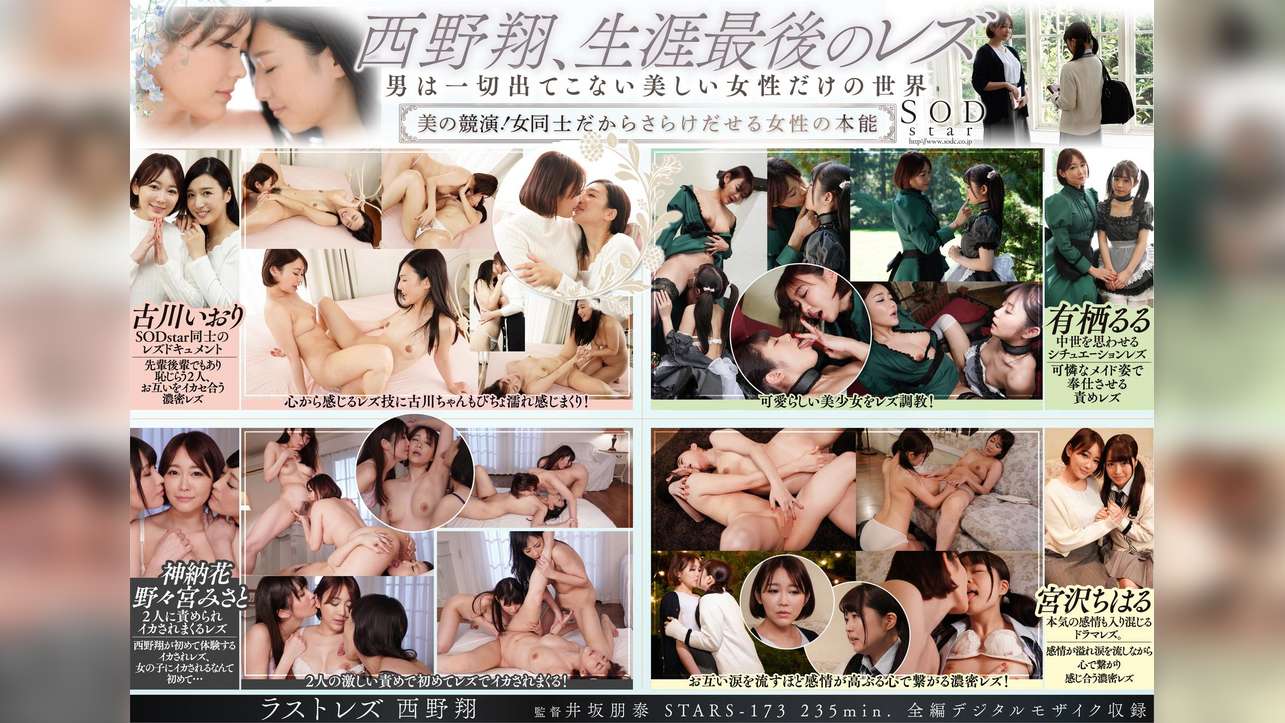 西野翔、生涯最後のレズ
男は一切出てこない美しい女性だけの世界
美の競演!女同士だからさらけだせる女性の本能
SOD
star
http://www.sodc.co.jp
古川いおり
SODstar同士の
レズドキュメント
先輩後輩でもあり
恥じらう2人、
お互いをイカせ合う
濃密レズ
心から感じるレズ技に古川ちゃんもびちょ濡れ感じまくり!
有栖るる
中世を思わせる
シチュエーションレズ
可憐なメイド姿で
奉仕させる
責めレズ
可愛らしい美少女をレズ調教!
神納花
野々宮みさと
2人に責められ
イカされまくるレズ
西野翔が初めて体験する
イカされレズ、
女の子にイカされるなんて
初めて…
2人の激しい責めで初めてレズでイカされまくる!
宮沢ちはる
本気の感情も入り混じる
ドラマレズ。
感情が溢れ涙を流しながら
心で繋がり
感じ合う濃密レズ
お互い涙を流すほど感情が高ぶる心で繋がる濃密レズ!
ラストレズ 西野翔
監督 井坂朋泰 STARS-173 235min. 全編デジタルモザイク収録